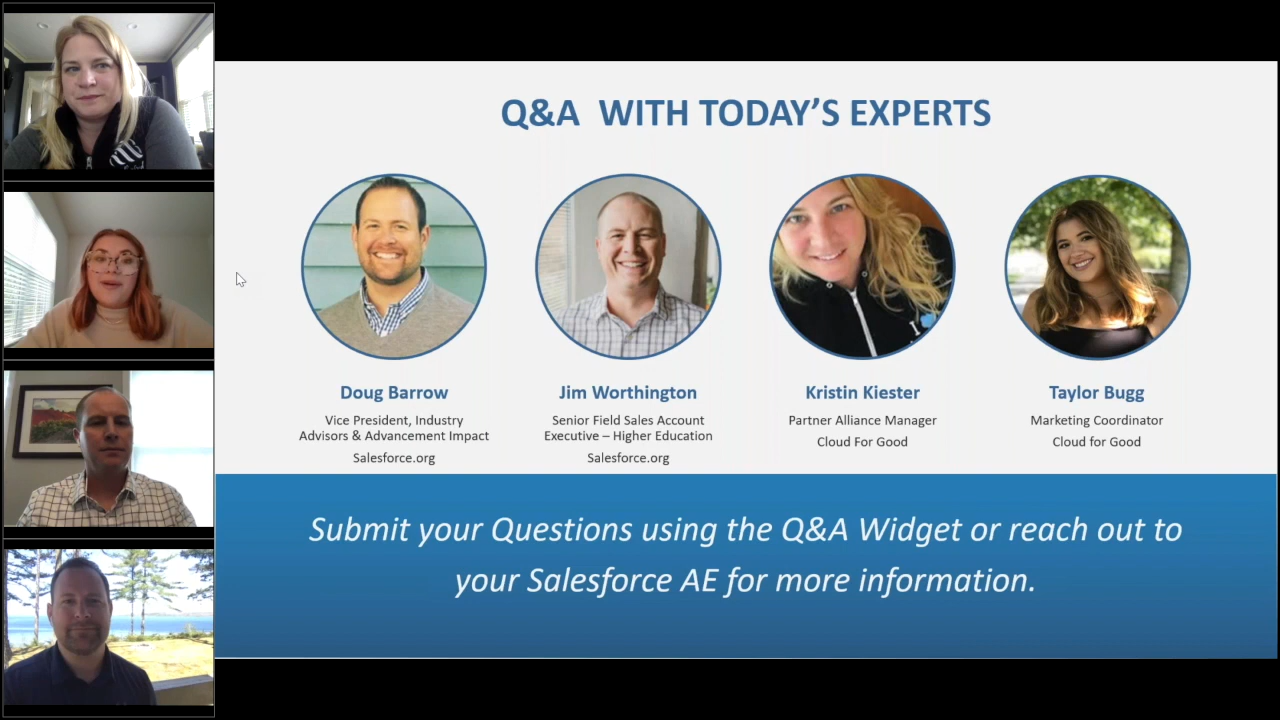 Q&A WITH TODAY'S EXPERTS
Doug Barrow
Vice President, Industry
Advisors & Advancement Impact
Salesforce.org
Jim Worthington
Senior Field Sales Account
Executive – Higher Education
Salesforce.org
Kristin Kiester
Partner Alliance Manager
Cloud For Good
Taylor Bugg
Marketing Coordinator
Cloud for Good
Submit your Questions using the Q&A Widget or reach out to
your Salesforce AE for more information.